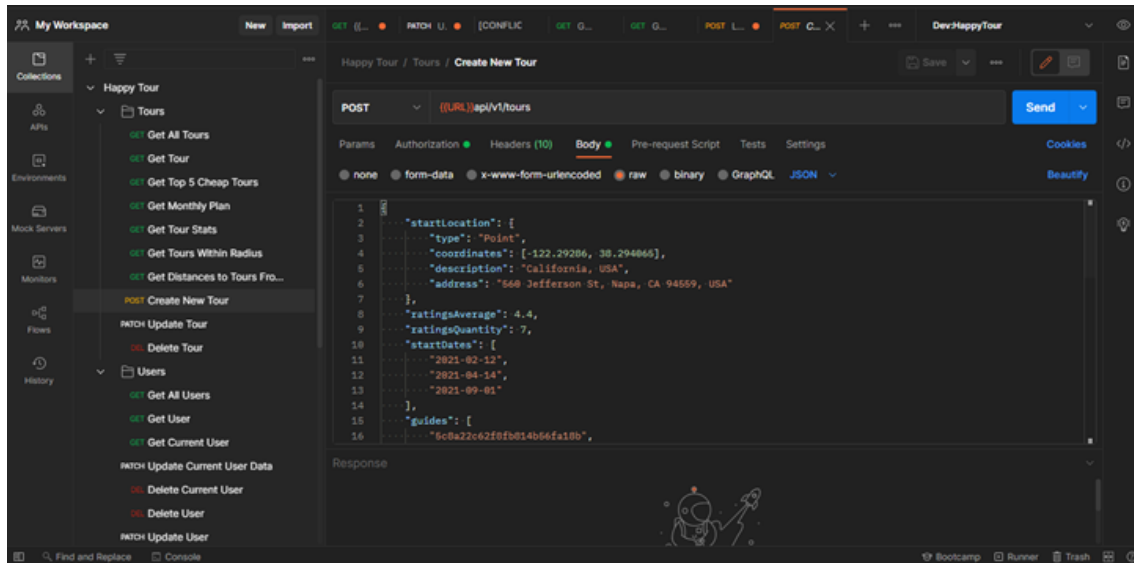 My Workspace New Import GET {{... PATCH U. [CONFLIC GET G... GET G... POST L... POST C... + Dev:HappyTour
Collections
APIs
Environments
Mock Servers
Monitors
Flows
History
Happy Tour
Tours
GET Get All Tours
GET Get Tour
GET Get Top 5 Cheap Tours
GET Get Monthly Plan
GET Get Tour Stats
GET Get Tours Within Radius
GET Get Distances to Tours Fro...
POST Create New Tour
PATCH Update Tour
DEL Delete Tour
Users
GET Get All Users
GET Get User
GET Get Current User
PATCH Update Current User Data
DEL Delete Current User
DEL Delete User
PATCH Update User
Happy Tour / Tours / Create New Tour Save
POST {{URL}}api/v1/tours Send
Params Authorization Headers (10) Body Pre-request Script Tests Settings Cookies
none form-data x-www-form-urlencoded raw binary GraphQL JSON Beautify
1 {
2 "startLocation": {
3 "type": "Point",
4 "coordinates": [-122.29286, 38.294065],
5 "description": "California, USA",
6 "address": "560 Jefferson St, Napa, CA 94559, USA"
7 },
8 "ratingsAverage": 4.4,
9 "ratingsQuantity": 7,
10 "startDates": [
11 "2021-02-12",
12 "2021-04-14",
13 "2021-09-01"
14 ],
15 "guides": [
16 "5c8a22c62f8fb814b56fa18b",
Response
Find and Replace Console Bootcamp Runner Trash